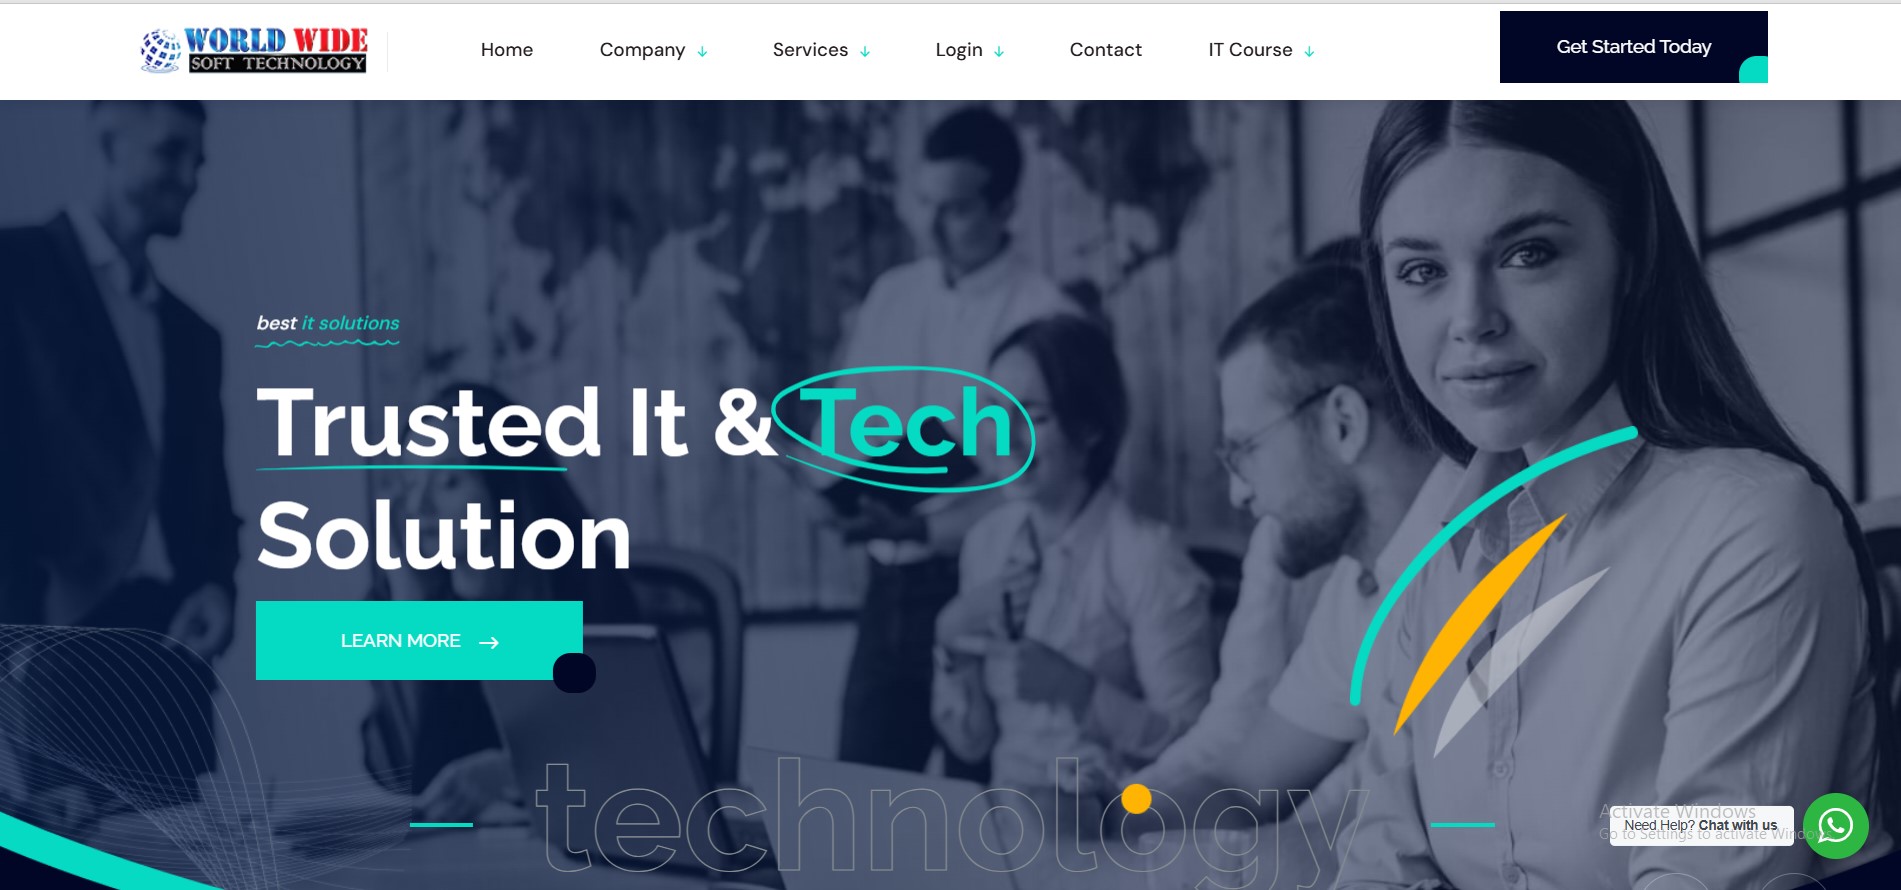 WORLD WIDE
SOFT TECHNOLOGY
Home
Company
Services
Login
Contact
IT Course
Get Started Today
best it solutions
Trusted It & Tech
Solution
LEARN MORE
technology
Activate Windows
Go to Settings to activate Windows.
Need Help? Chat with us